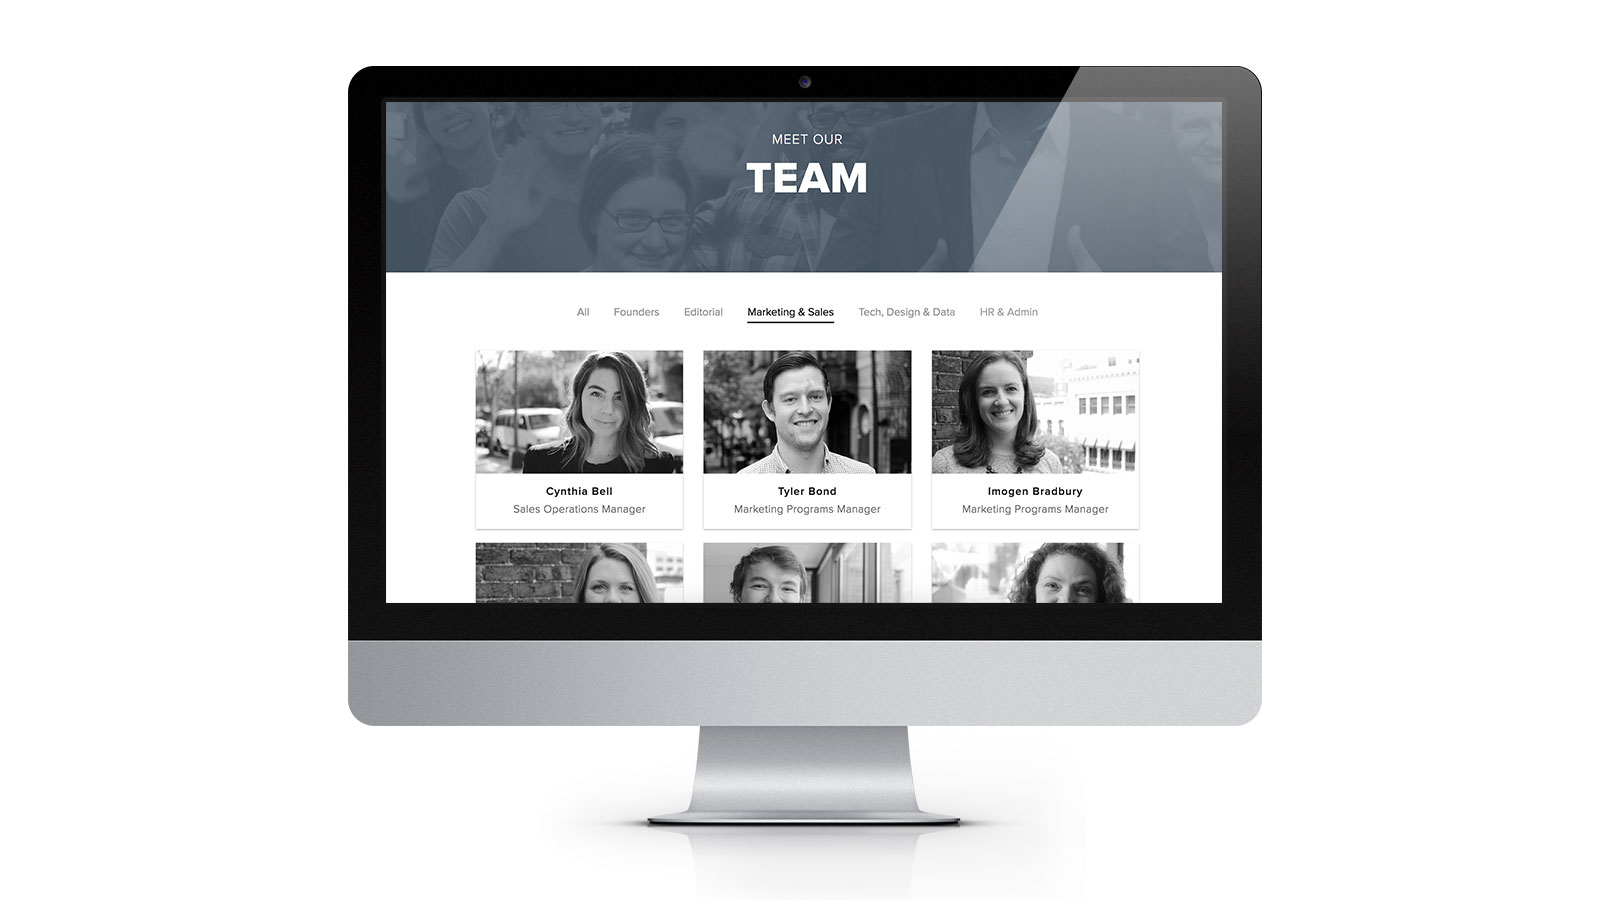 MEET OUR
TEAM
All Founders Editorial Marketing & Sales Tech, Design & Data HR & Admin
Cynthia Bell Tyler Bond Imogen Bradbury
Sales Operations Manager Marketing Programs Manager Marketing Programs Manager